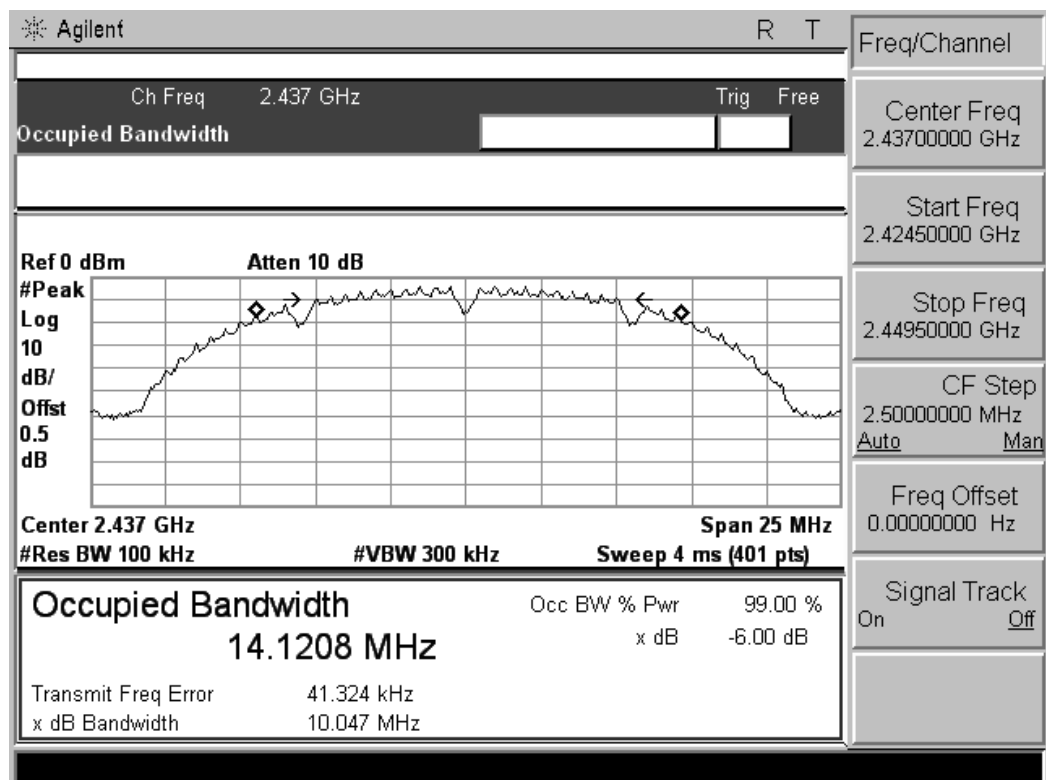 Agilent R T
Ch Freq 2.437 GHz Trig Free
Occupied Bandwidth
Ref 0 dBm Atten 10 dB
#Peak
Log
10
dB/
Offst
0.5
dB
Center 2.437 GHz Span 25 MHz
#Res BW 100 kHz #VBW 300 kHz Sweep 4 ms (401 pts)
Occupied Bandwidth Occ BW % Pwr 99.00 %
14.1208 MHz x dB -6.00 dB
Transmit Freq Error 41.324 kHz
x dB Bandwidth 10.047 MHz
Freq/Channel
Center Freq
2.43700000 GHz
Start Freq
2.42450000 GHz
Stop Freq
2.44950000 GHz
CF Step
2.50000000 MHz
Auto Man
Freq Offset
0.00000000 Hz
Signal Track
On Off